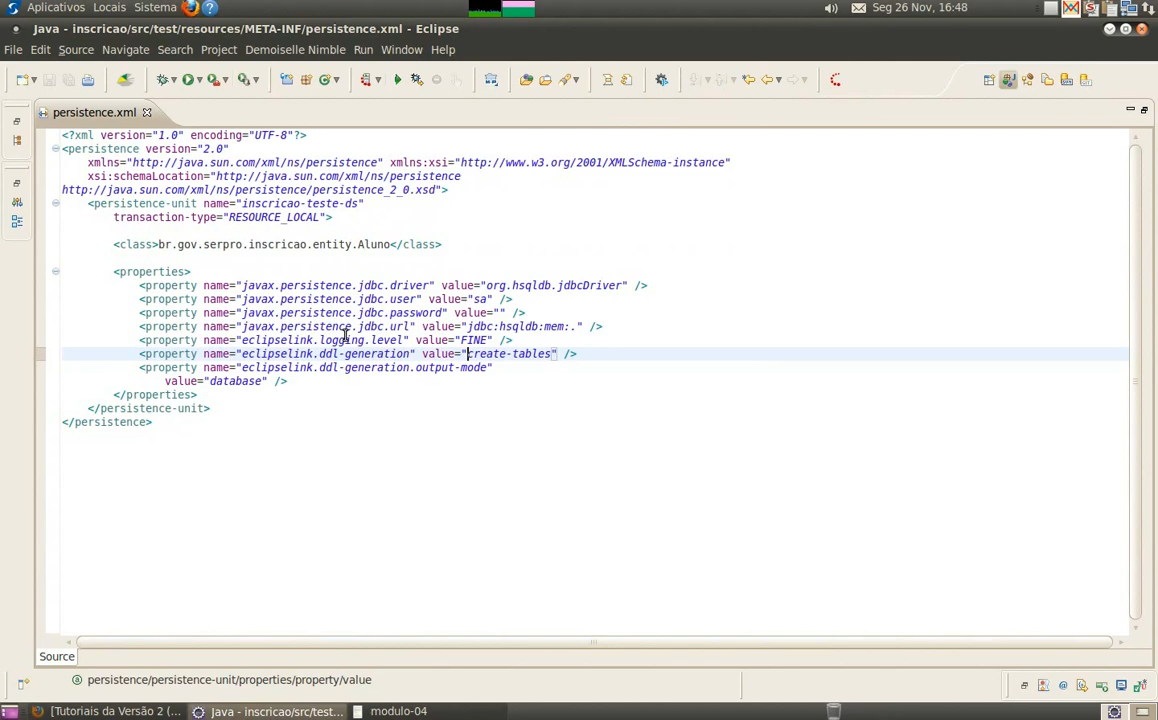 Aplicativos Locais Sistema
Seg 26 Nov, 16:48
Java - inscricao/src/test/resources/META-INF/persistence.xml - Eclipse
File Edit Source Navigate Search Project Demoiselle Nimble Run Window Help
persistence.xml
<?xml version="1.0" encoding="UTF-8"?>
<persistence version="2.0"
xmlns="http://java.sun.com/xml/ns/persistence" xmlns:xsi="http://www.w3.org/2001/XMLSchema-instance"
xsi:schemaLocation="http://java.sun.com/xml/ns/persistence
http://java.sun.com/xml/ns/persistence/persistence_2_0.xsd">
<persistence-unit name="inscricao-teste-ds"
transaction-type="RESOURCE_LOCAL">
<class>br.gov.serpro.inscricao.entity.Aluno</class>
<properties>
<property name="javax.persistence.jdbc.driver" value="org.hsqldb.jdbcDriver" />
<property name="javax.persistence.jdbc.user" value="sa" />
<property name="javax.persistence.jdbc.password" value="" />
<property name="javax.persistence.jdbc.url" value="jdbc:hsqldb:mem:." />
<property name="eclipselink.logging.level" value="FINE" />
<property name="eclipselink.ddl-generation" value="create-tables" />
<property name="eclipselink.ddl-generation.output-mode"
value="database" />
</properties>
</persistence-unit>
</persistence>
Source
persistence/persistence-unit/properties/property/value
[Tutoriais da Versão 2 (... Java - inscricao/src/test... modulo-04